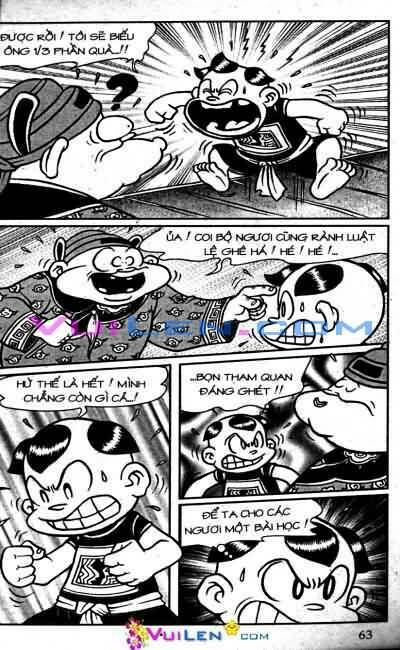 ĐƯỢC RỒI! TÔI SẼ BIẾU
ÔNG 1/3 PHẦN QUÀ...!!
?
ỦA! COI BỘ NGƯƠI CŨNG RÀNH LUẬT
LỆ GHÊ HÁ! HÉ! HÉ!...
VUILEN.COM
HỪ THẾ LÀ HẾT! MÌNH
CHẲNG CÒN GÌ CẢ...!
...BỌN THAM QUAN
ĐÁNG GHÉT!!
ĐỂ TA CHO CÁC
NGƯƠI MỘT BÀI HỌC!
63
VUILEN.COM